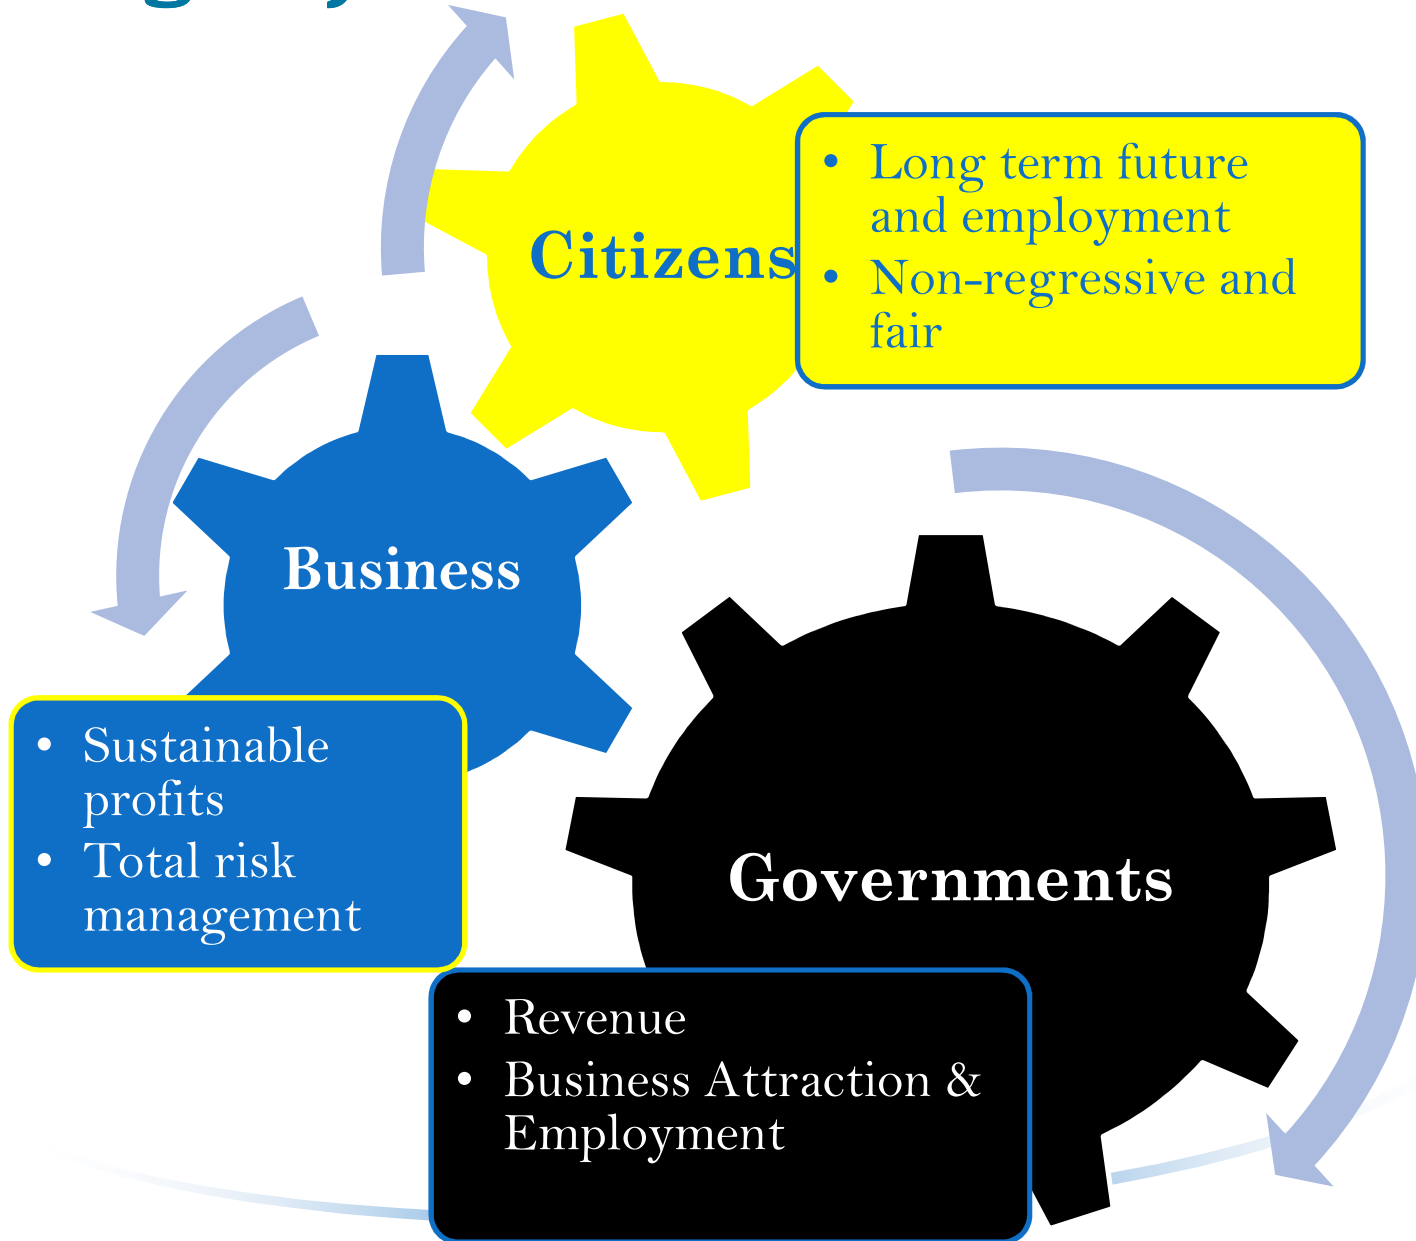 Citizens
• Long term future
and employment
• Non-regressive and
fair
Business
• Sustainable
profits
• Total risk
management
Governments
• Revenue
• Business Attraction &
Employment